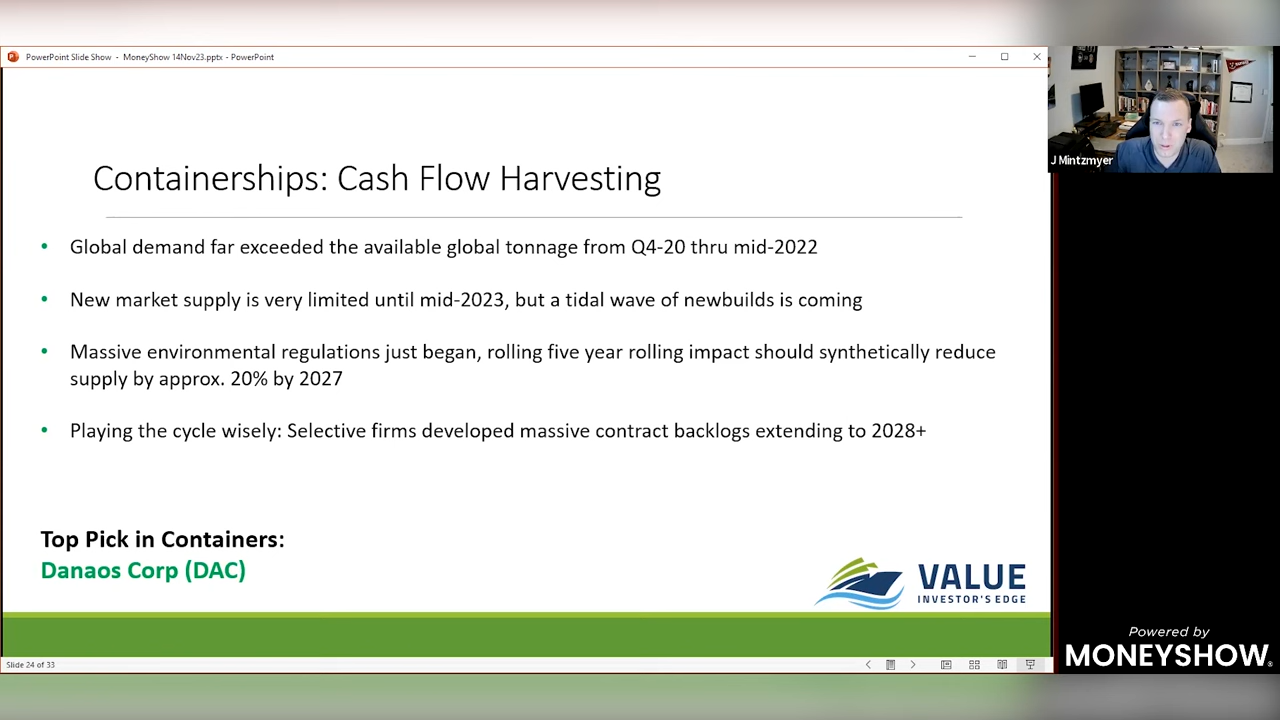 PowerPoint Slide Show - MoneyShow 14Nov23.pptx - PowerPoint
J Mintzmyer
Containerships: Cash Flow Harvesting
• Global demand far exceeded the available global tonnage from Q4-20 thru mid-2022
• New market supply is very limited until mid-2023, but a tidal wave of newbuilds is coming
• Massive environmental regulations just began, rolling five year rolling impact should synthetically reduce
supply by approx. 20% by 2027
• Playing the cycle wisely: Selective firms developed massive contract backlogs extending to 2028+
Top Pick in Containers:
Danaos Corp (DAC)
VALUE
INVESTOR'S EDGE
Slide 24 of 33
Powered by
MONEYSHOW®